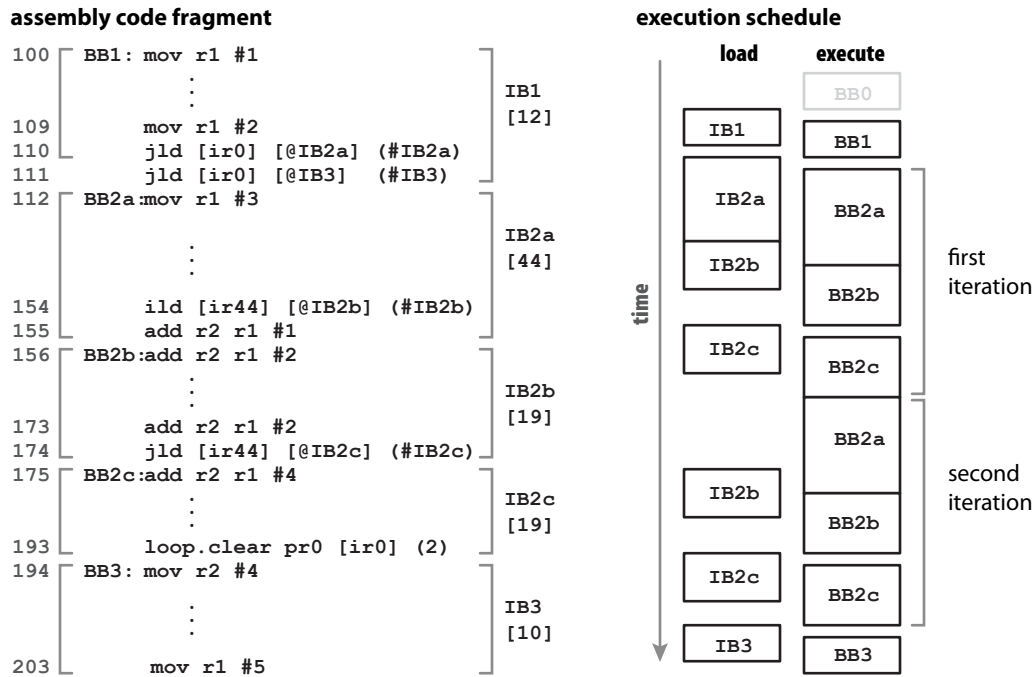 assembly code fragment
100 BB1: mov r1 #1
.
.
.
109 mov r1 #2
110 jld [ir0] [@IB2a] (#IB2a)
111 jld [ir0] [@IB3] (#IB3)
IB1
[12]
112 BB2a:mov r1 #3
.
.
.
154 ild [ir44] [@IB2b] (#IB2b)
155 add r2 r1 #1
IB2a
[44]
156 BB2b:add r2 r1 #2
.
.
.
173 add r2 r1 #2
174 jld [ir44] [@IB2c] (#IB2c)
IB2b
[19]
175 BB2c:add r2 r1 #4
.
.
.
193 loop.clear pr0 [ir0] (2)
IB2c
[19]
194 BB3: mov r2 #4
.
.
.
203 mov r1 #5
IB3
[10]
execution schedule
load execute
time
BB0
IB1
BB1
IB2a
BB2a
IB2b
BB2b
IB2c
BB2c
first
iteration
BB2a
IB2b
BB2b
IB2c
BB2c
second
iteration
IB3
BB3